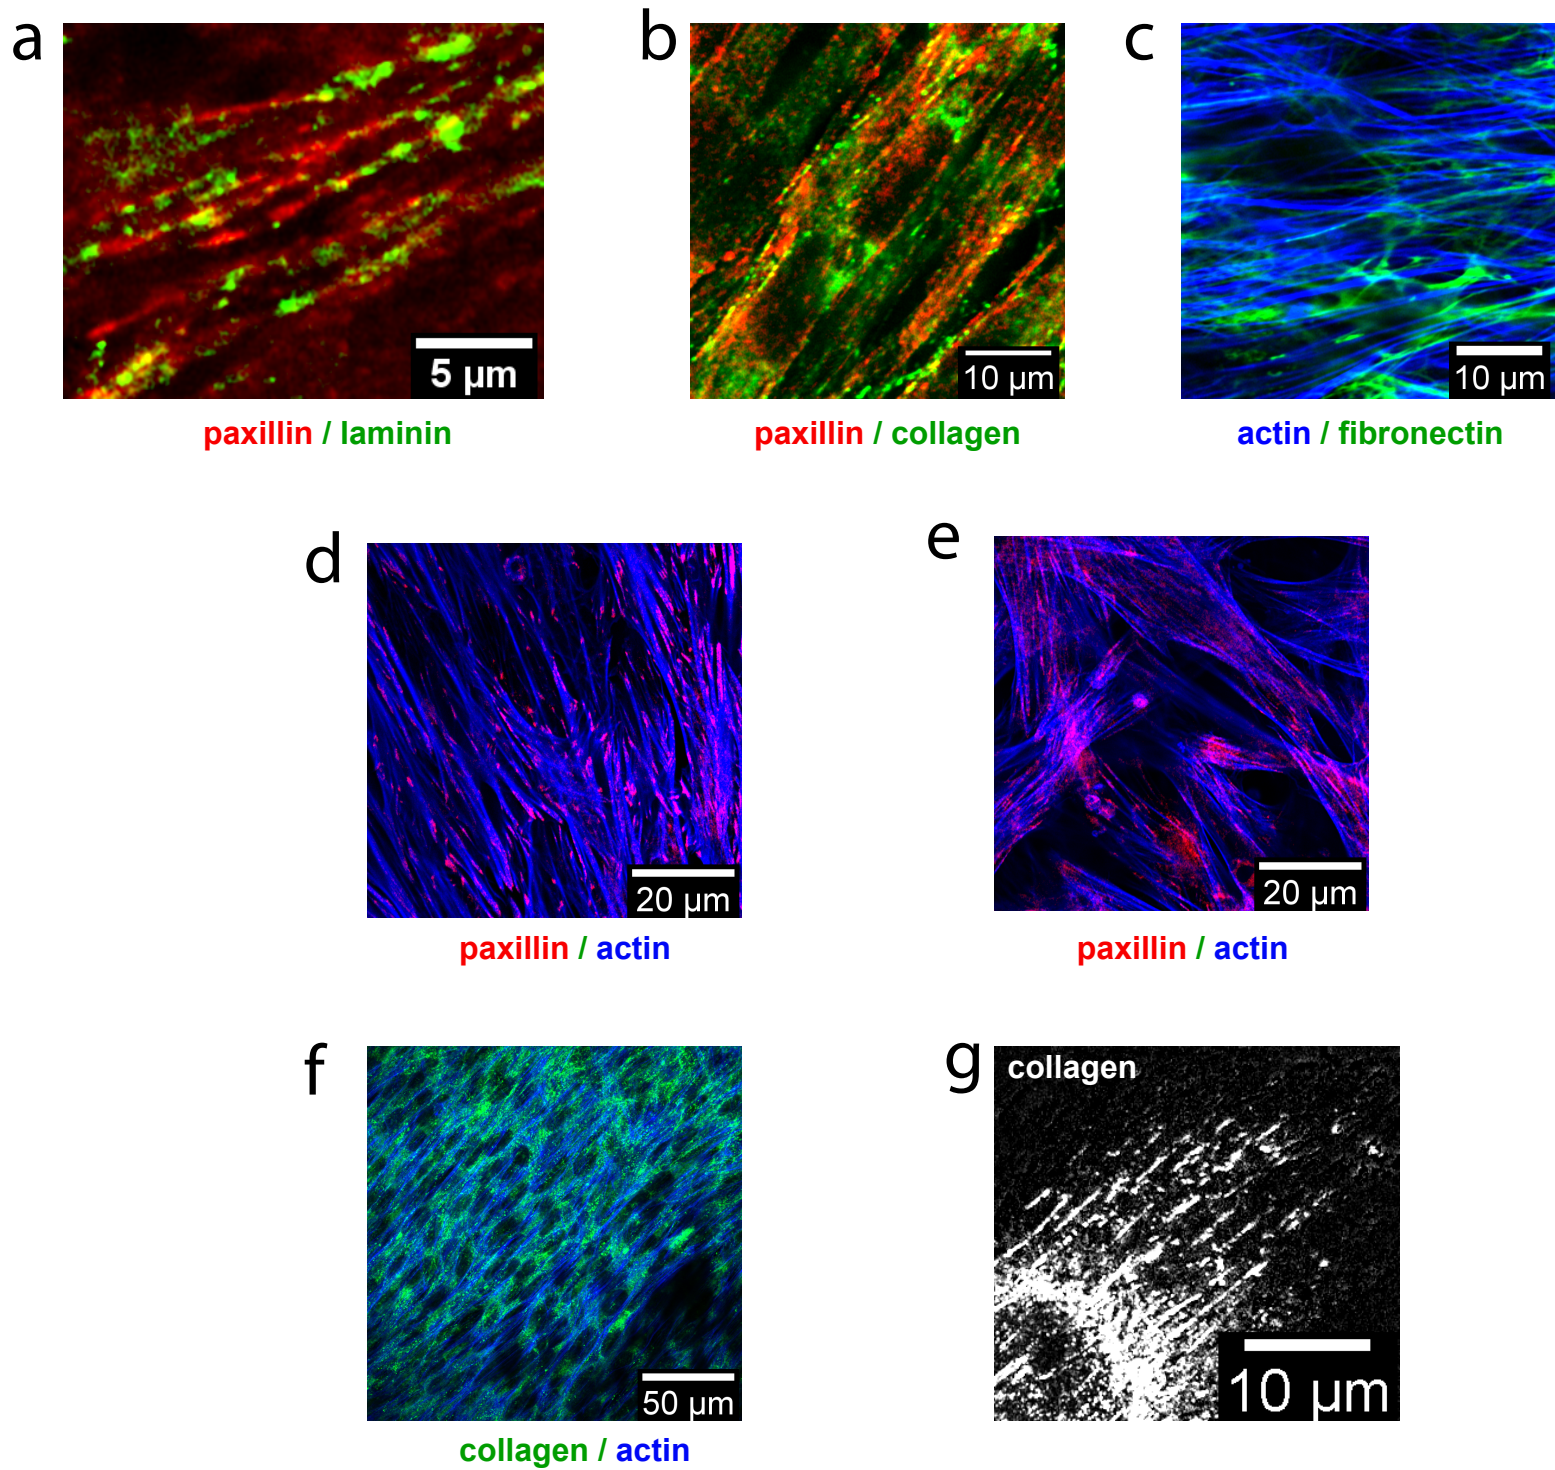 a
b
c
5 µm
10 µm
10 µm
paxillin / laminin
paxillin / collagen
actin / fibronectin
d
e
20 µm
20 µm
paxillin / actin
paxillin / actin
f
g
collagen
50 µm
10 µm
collagen / actin